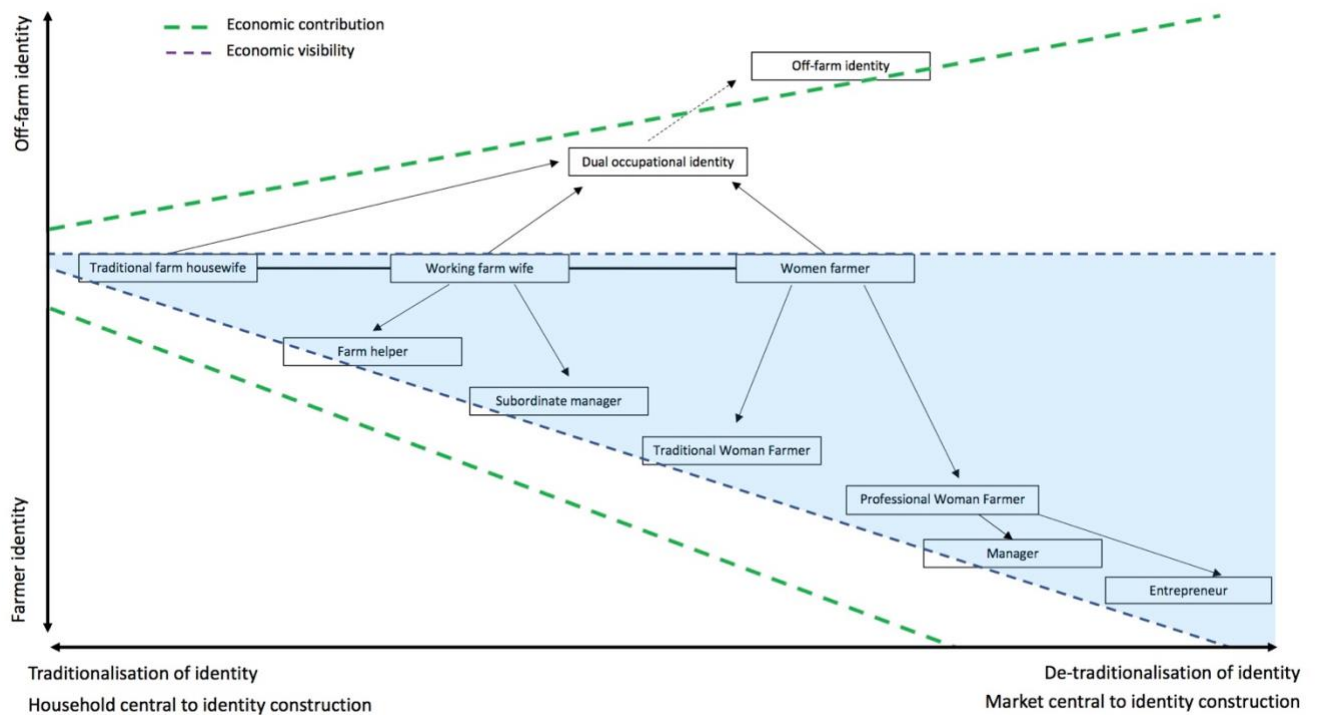 Off-farm identity
Farmer identity
Economic contribution
Economic visibility
Off-farm identity
Dual occupational identity
Traditional farm housewife
Working farm wife
Women farmer
Farm helper
Subordinate manager
Traditional Woman Farmer
Professional Woman Farmer
Manager
Entrepreneur
Traditionalisation of identity
Household central to identity construction
De-traditionalisation of identity
Market central to identity construction